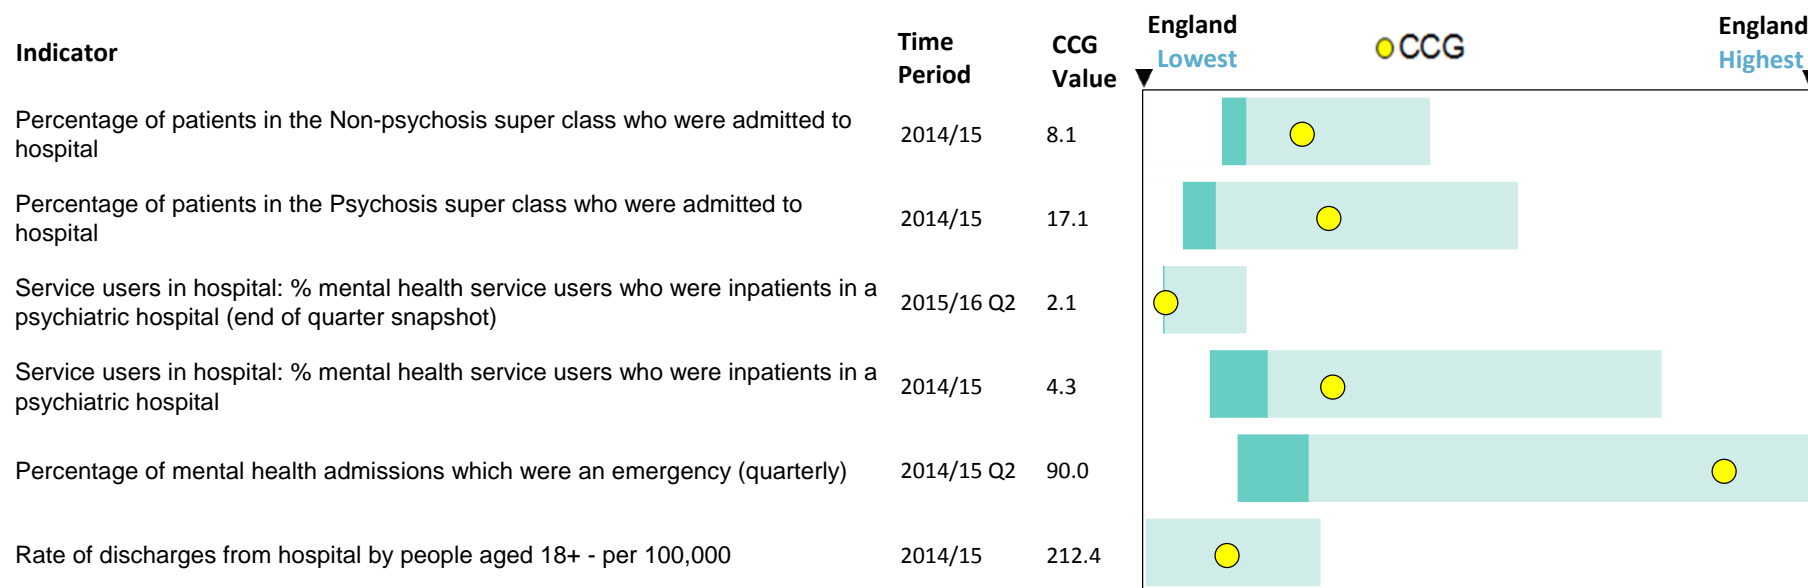 Indicator
Time Period
CCG Value
England Lowest
CCG
England Highest
Percentage of patients in the Non-psychosis super class who were admitted to
hospital
2014/15
8.1
Percentage of patients in the Psychosis super class who were admitted to
hospital
2014/15
17.1
Service users in hospital: % mental health service users who were inpatients in a
psychiatric hospital (end of quarter snapshot)
2015/16 Q2
2.1
Service users in hospital: % mental health service users who were inpatients in a
psychiatric hospital
2014/15
4.3
Percentage of mental health admissions which were an emergency (quarterly)
2014/15 Q2
90.0
Rate of discharges from hospital by people aged 18+ - per 100,000
2014/15
212.4